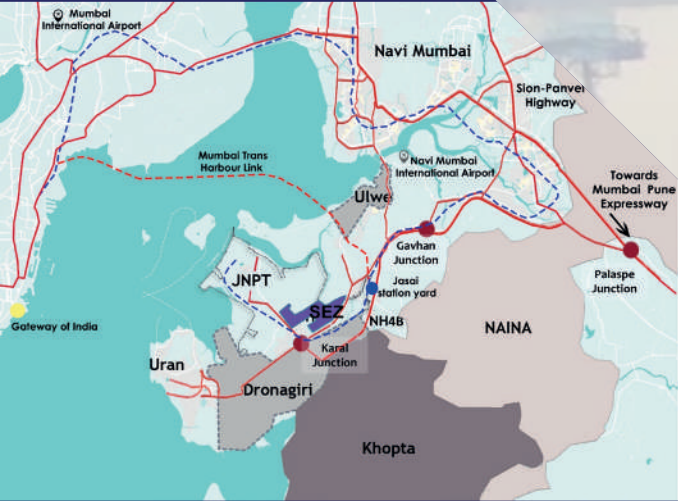 Mumbai
International Airport
Navi Mumbai
Sion-Panvel
Highway
Mumbai Trans
Harbour Link
Navi Mumbai
International Airport
Towards
Mumbai Pune
Expressway
Ulwe
Gavhan
Junction
Palaspe
Junction
JNPT
Jasai
station yard
SEZ
NH4B
Gateway of India
NAINA
Karal
Junction
Uran
Dronagiri
Khopta